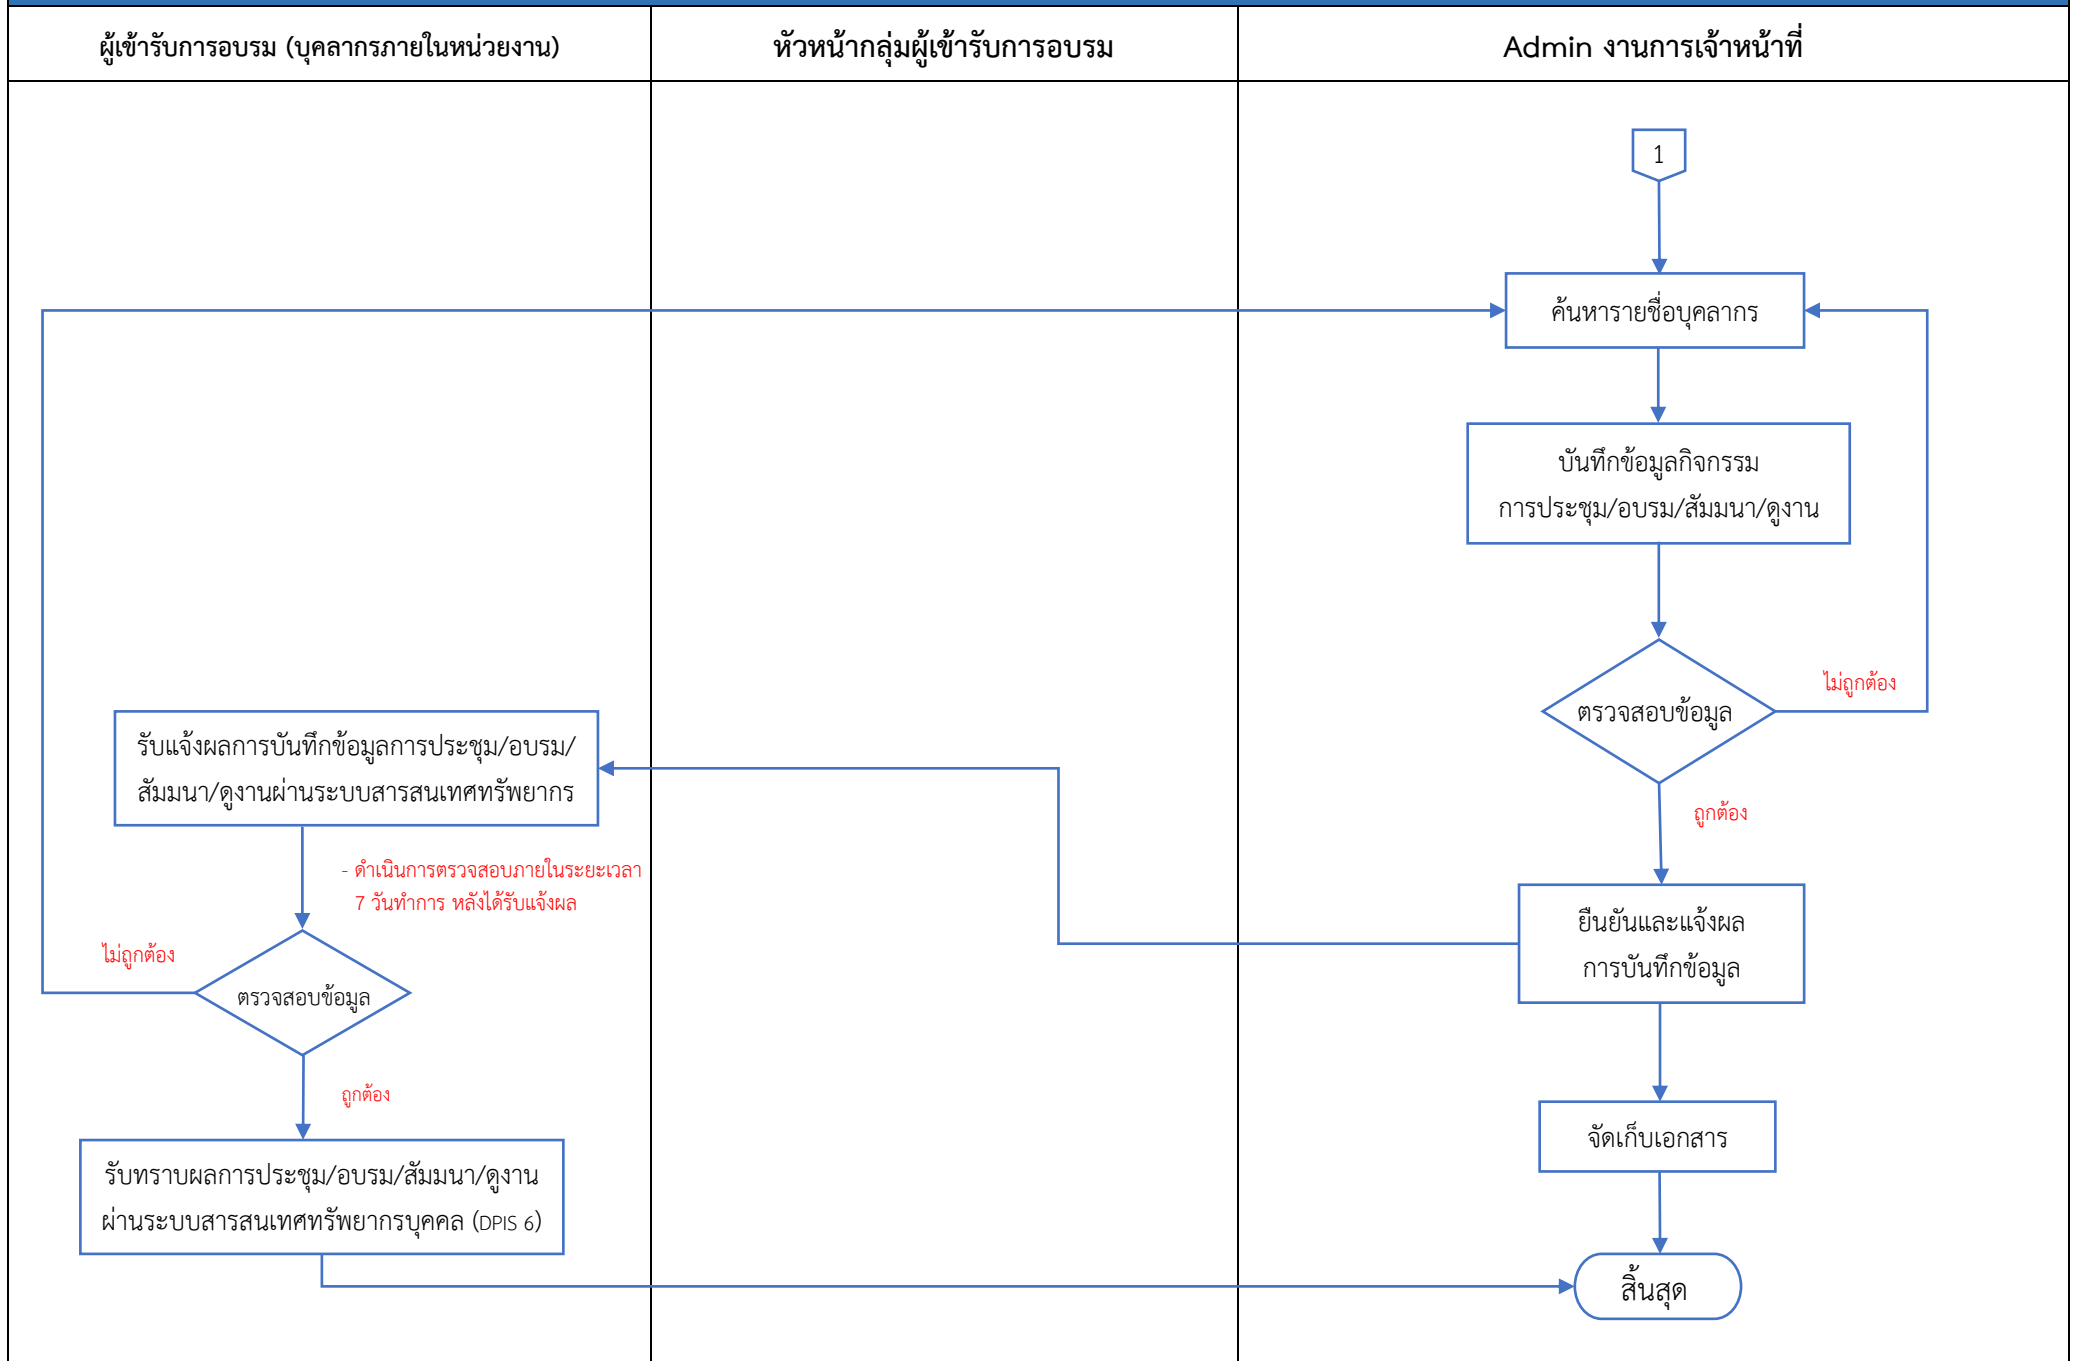 ผู้เข้ารับการอบรม (บุคลากรภายในหน่วยงาน)
หัวหน้ากลุ่มผู้เข้ารับการอบรม
Admin งานการเจ้าหน้าที่
1
ค้นหารายชื่อบุคลากร
บันทึกข้อมูลกิจกรรม
การประชุม/อบรม/สัมมนา/ดูงาน
ตรวจสอบข้อมูล
ไม่ถูกต้อง
ถูกต้อง
ยืนยันและแจ้งผล
การบันทึกข้อมูล
รับแจ้งผลการบันทึกข้อมูลการประชุม/อบรม/
สัมมนา/ดูงานผ่านระบบสารสนเทศทรัพยากร
- ดำเนินการตรวจสอบภายในระยะเวลา
7 วันทำการ หลังได้รับแจ้งผล
ไม่ถูกต้อง
ตรวจสอบข้อมูล
ถูกต้อง
รับทราบผลการประชุม/อบรม/สัมมนา/ดูงาน
ผ่านระบบสารสนเทศทรัพยากรบุคคล (DPIS 6)
จัดเก็บเอกสาร
สิ้นสุด